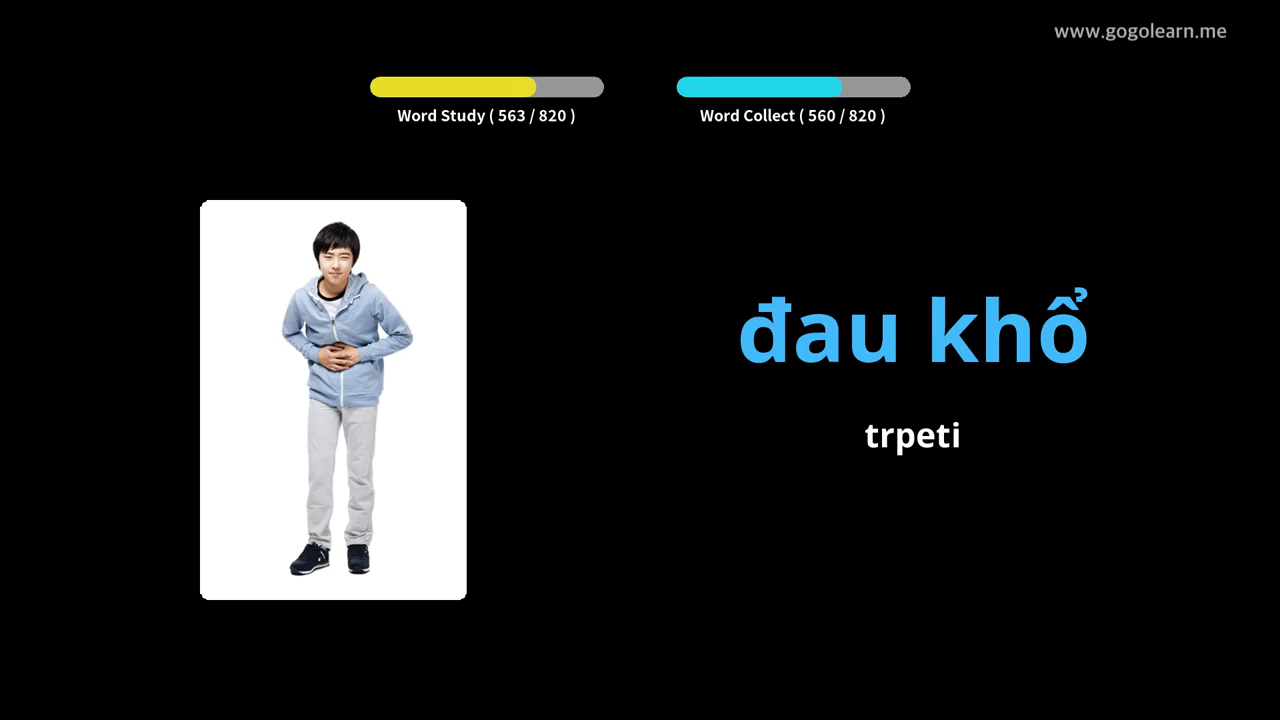 www.gogolearn.me
Word Study ( 563 / 820 )
Word Collect ( 560 / 820 )
đau khổ
trpeti